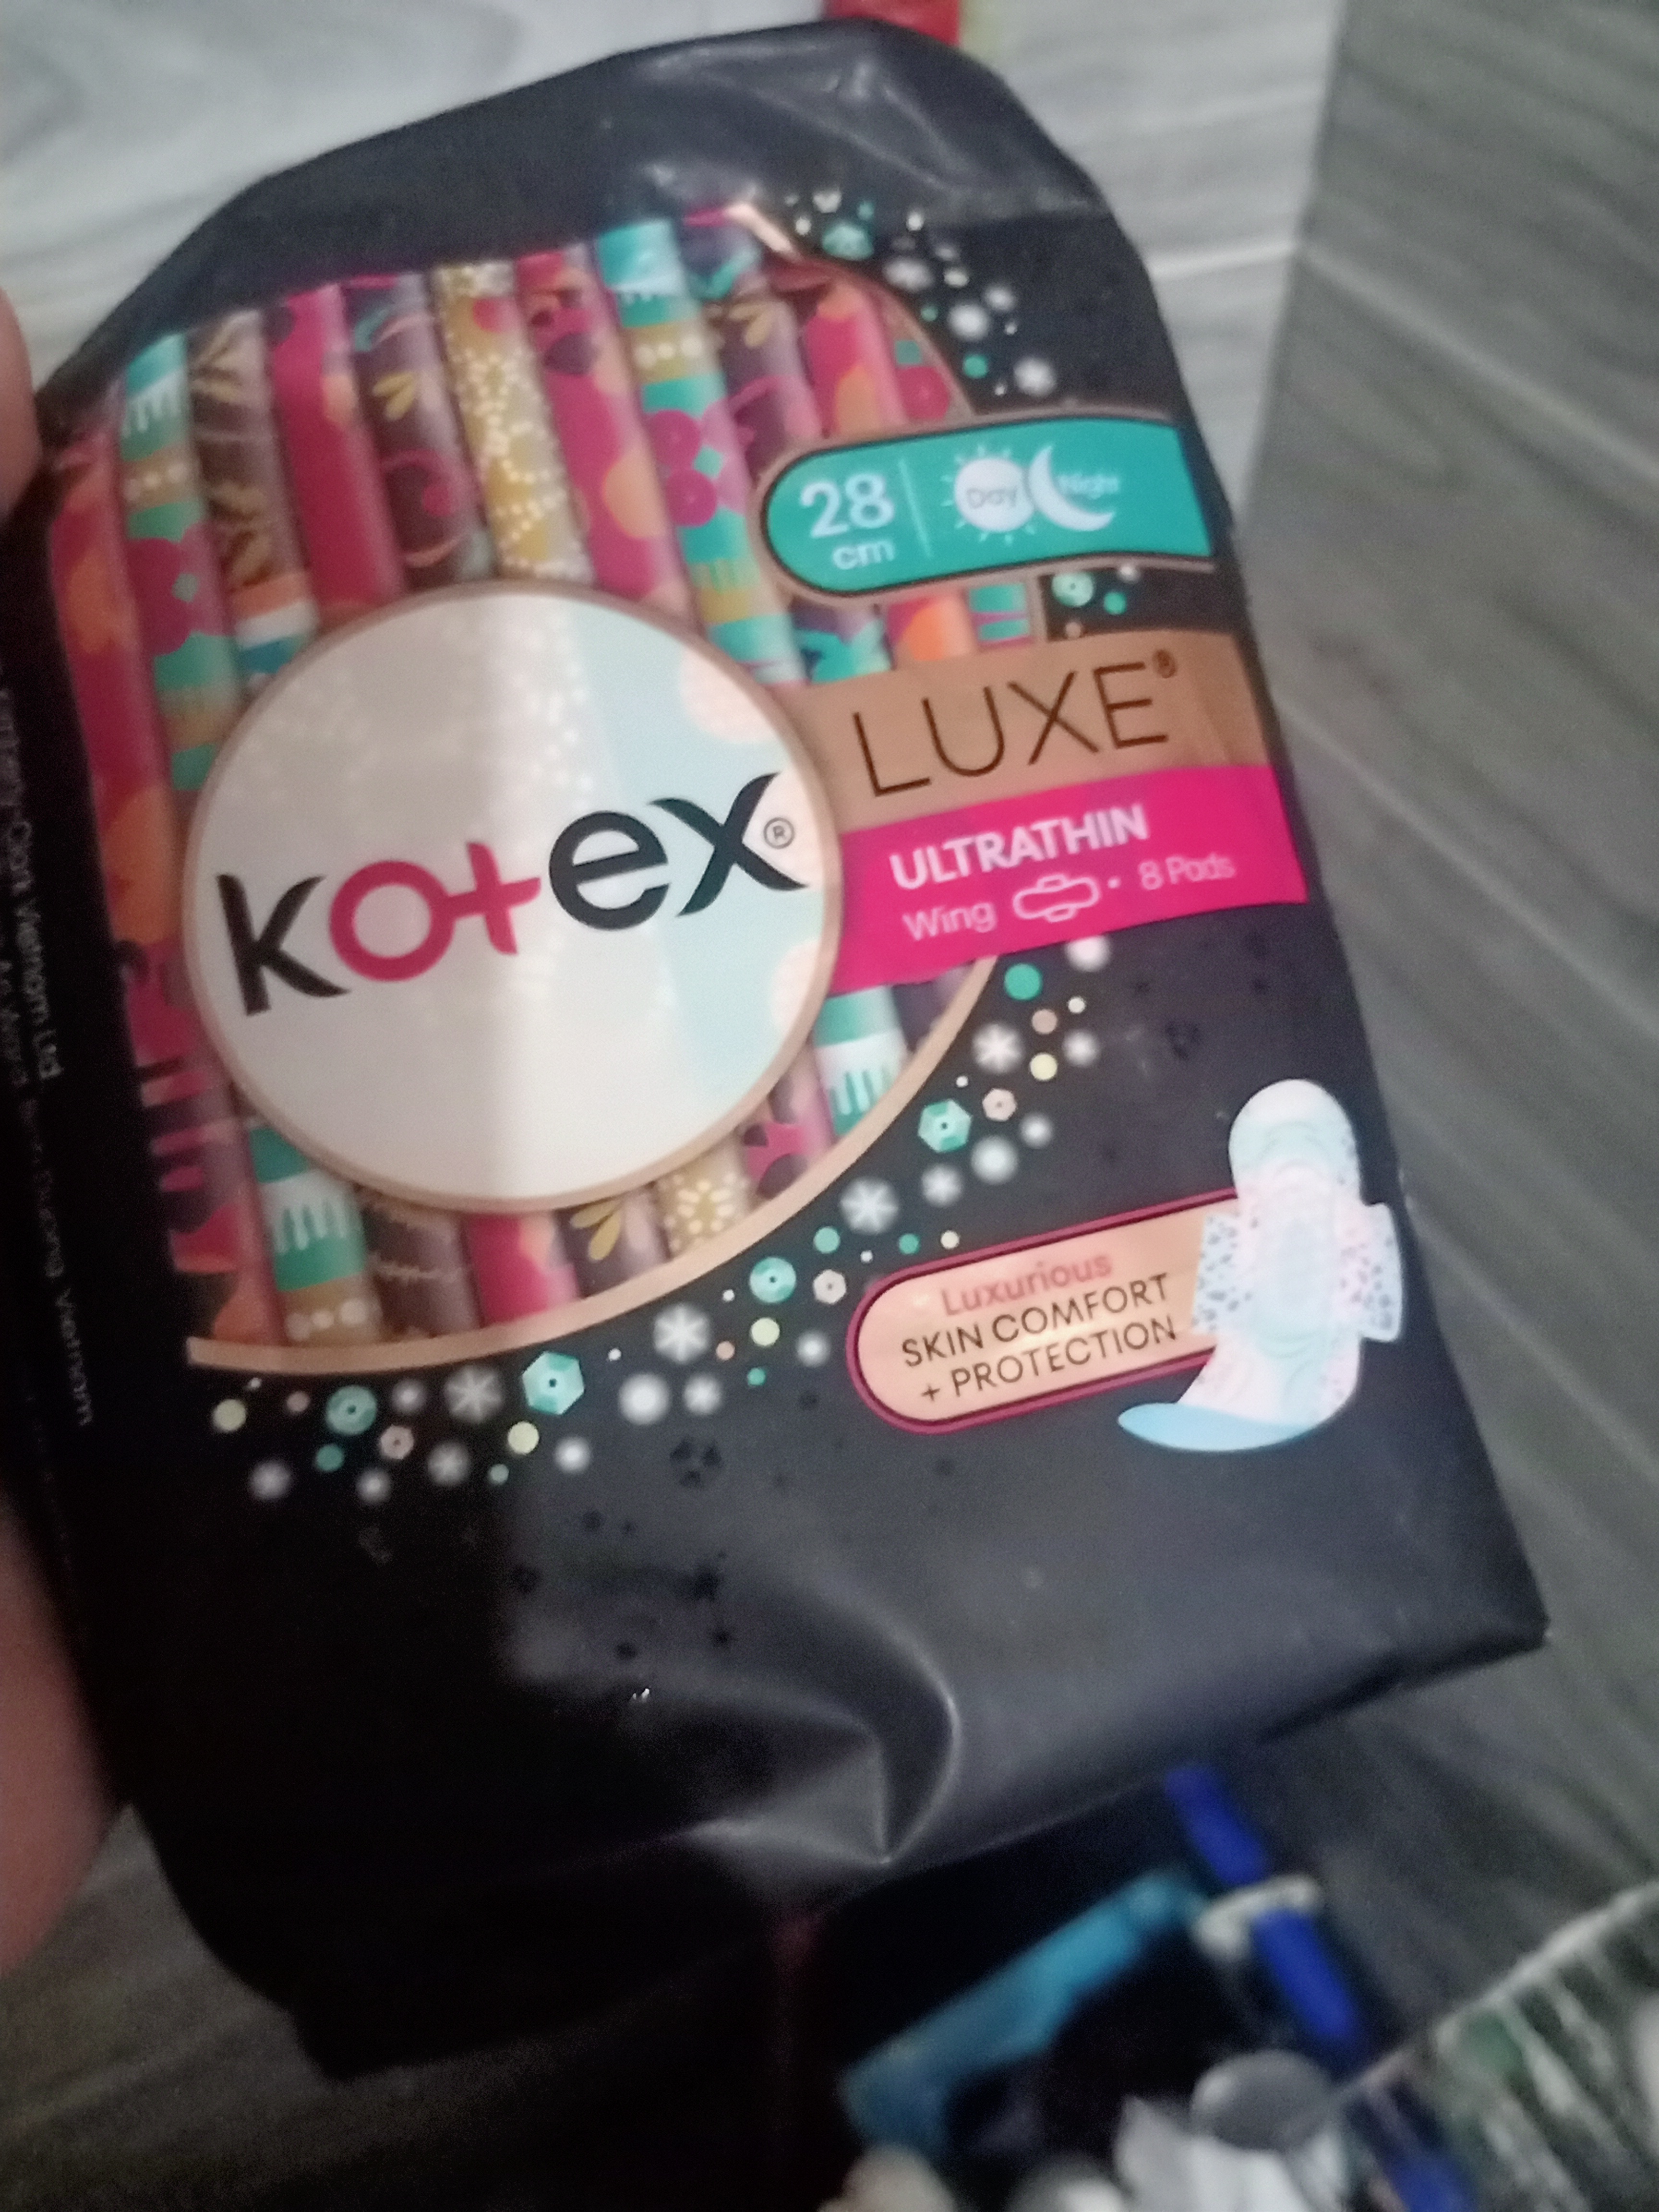 28
cm
Day Night
LUXE®
kotex®
ULTRATHIN
Wing 8 Pads
Luxurious
SKIN COMFORT
+ PROTECTION